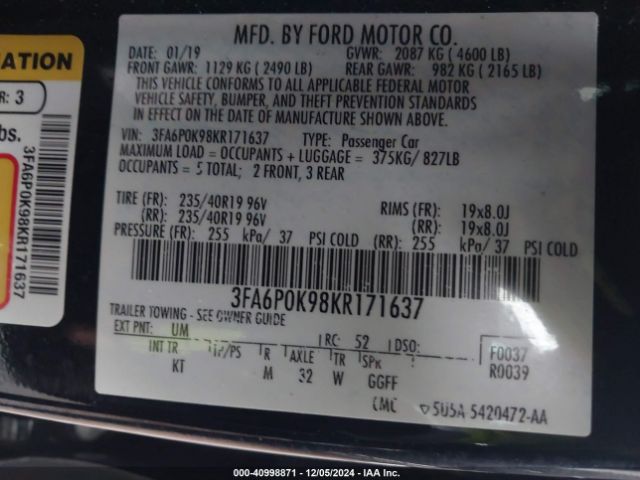 MFD. BY FORD MOTOR CO.
DATE: 01/19 GVWR: 2087 KG ( 4600 LB)
FRONT GAWR: 1129 KG ( 2490 LB) REAR GAWR: 982 KG ( 2165 LB)
THIS VEHICLE CONFORMS TO ALL APPLICABLE FEDERAL MOTOR
VEHICLE SAFETY, BUMPER, AND THEFT PREVENTION STANDARDS
IN EFFECT ON THE DATE OF MANUFACTURE SHOWN ABOVE.
VIN: 3FA6P0K98KR171637 TYPE: Passenger Car
MAXIMUM LOAD = OCCUPANTS + LUGGAGE = 375KG/ 827LB
OCCUPANTS = 5 TOTAL; 2 FRONT, 3 REAR
TIRE (FR): 235/40R19 96V RIMS (FR): 19x8.0J
(RR): 235/40R19 96V (RR): 19x8.0J
PRESSURE (FR): 255 kPa/ 37 PSI COLD (RR): 255 kPa/ 37 PSI COLD
3FA6P0K98KR171637
TRAILER TOWING - SEE OWNER GUIDE
EXT PNT: UM RC: 52 DSO: F0037
INT TR TP/PS R AXLE TR SPR R0039
KT M 32 W GGFF
CMC 5U5A-5420472-AA
MATION
R: 3
bs.
3FA6P0K98KR171637
000-40998871 - 12/05/2024 - IAA Inc.